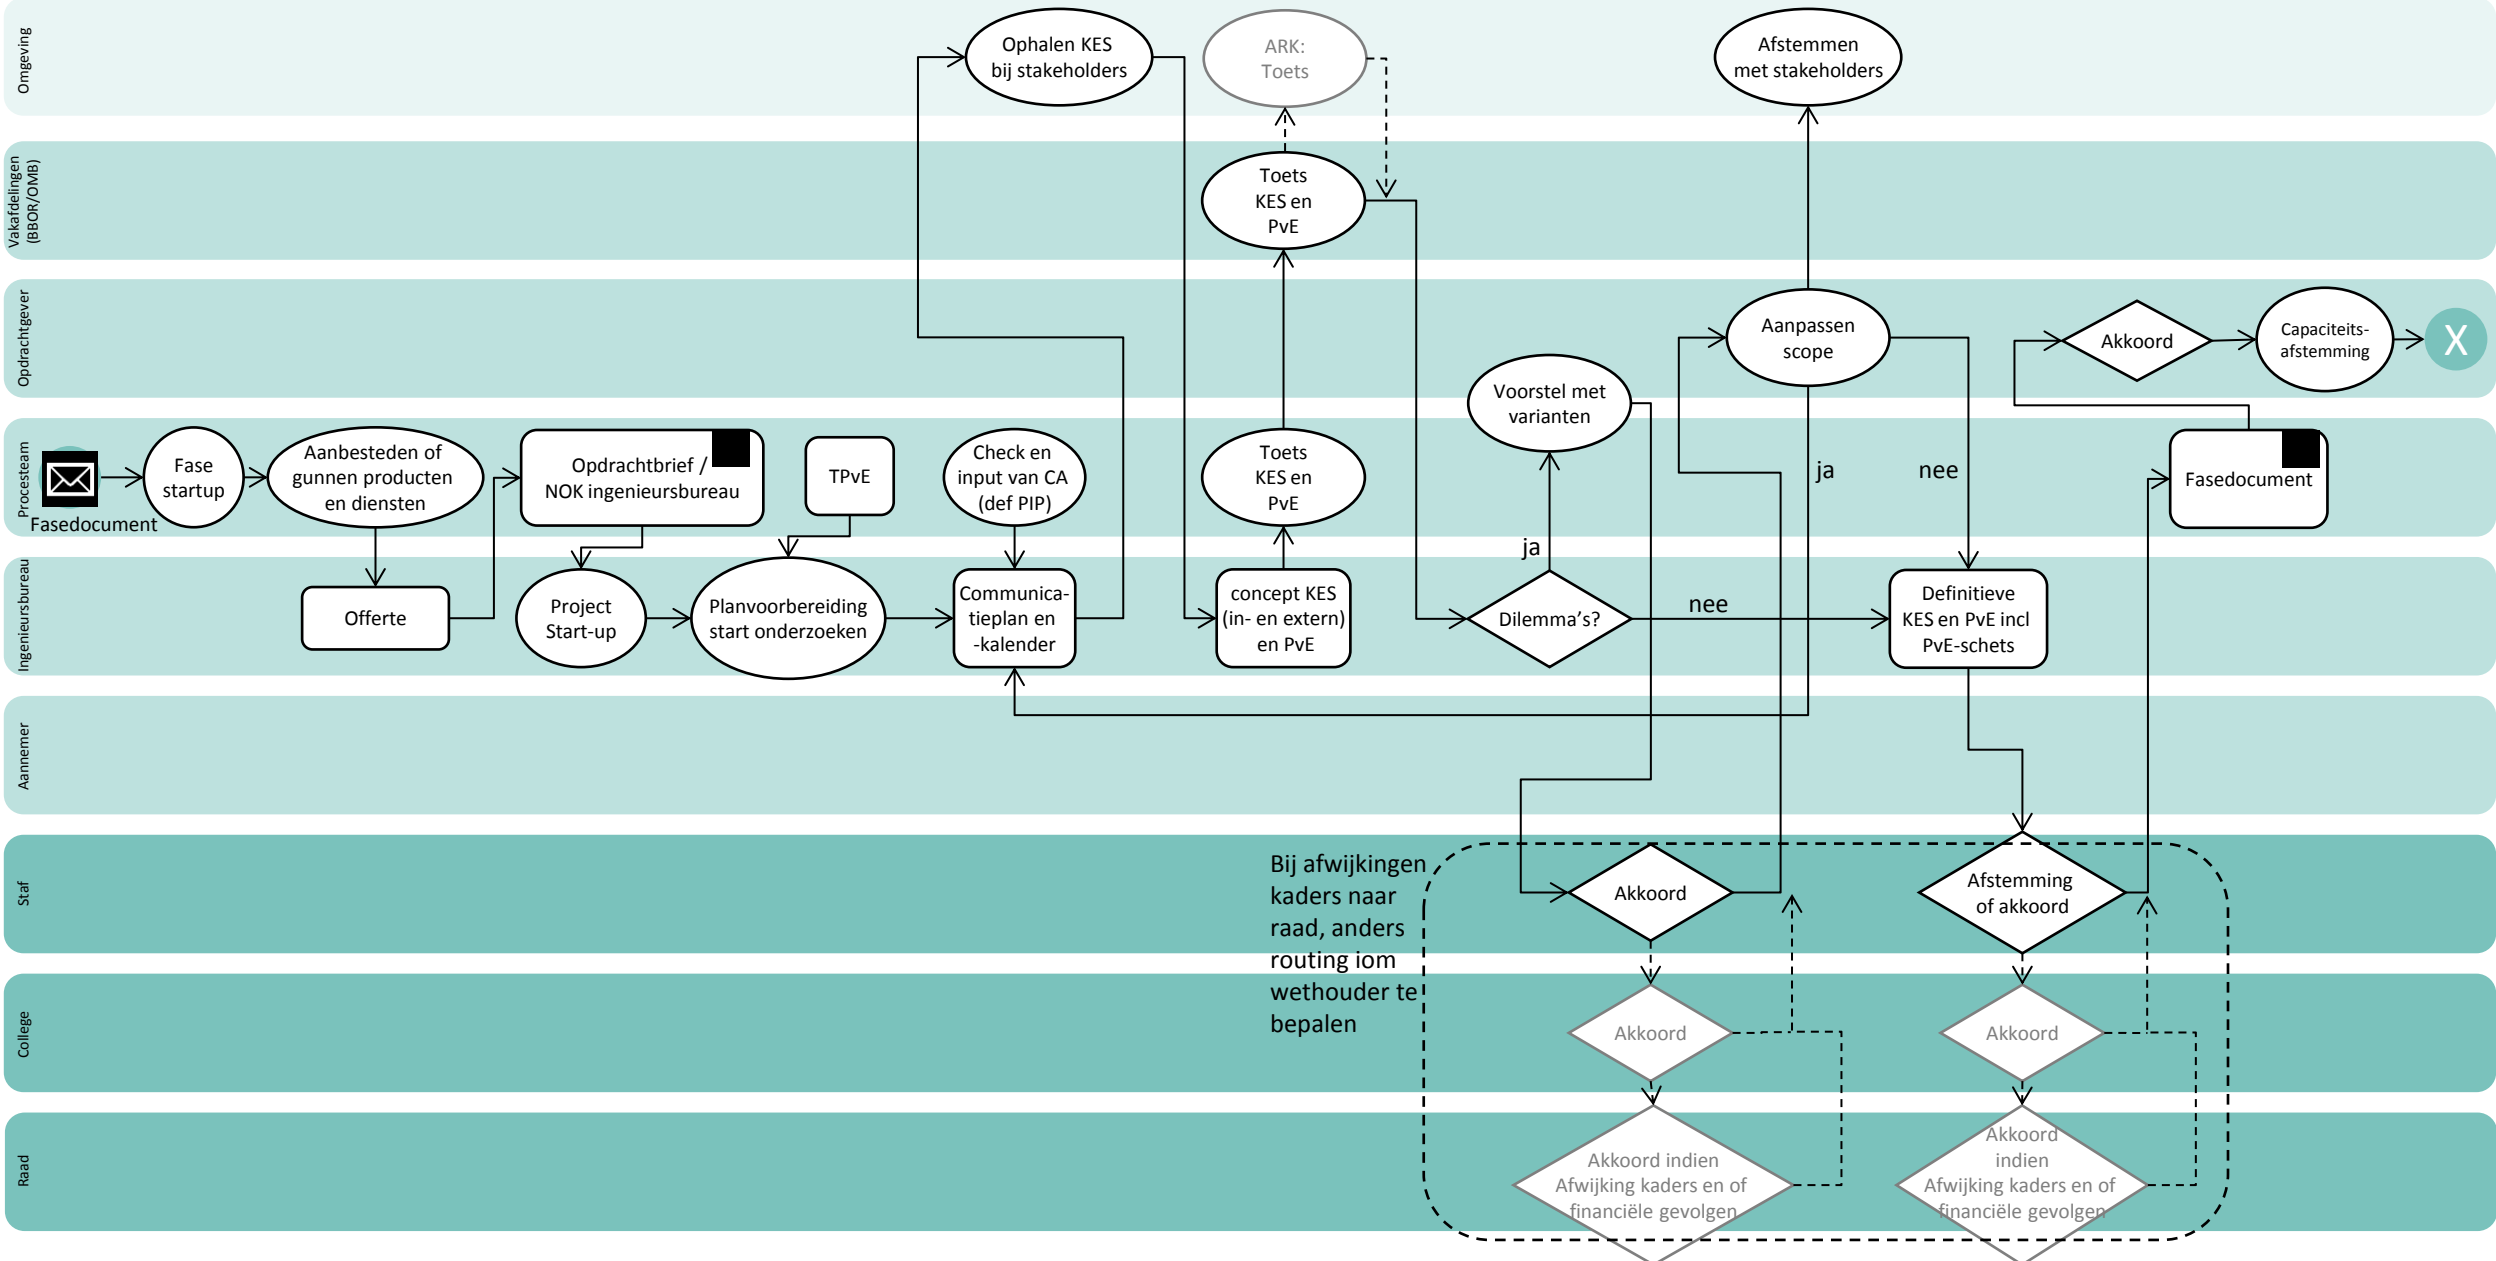 Omgeving
Ophalen KES
bij stakeholders
ARK:
Toets
Afstemmen
met stakeholders
Vakafdelingen
(BBOR/OMB)
Toets
KES en
PvE
Opdrachtgever
Aanpassen
scope
Akkoord
Capaciteits-
afstemming
X
Voorstel met
varianten
Procesteam
Fasedocument
Fase
startup
Aanbesteden of
gunnen producten
en diensten
Opdrachtbrief /
NOK ingenieursbureau
TPvE
Check en
input van CA
(def PIP)
Toets
KES en
PvE
ja
nee
Fasedocument
ja
Ingenieursbureau
Offerte
Project
Start-up
Planvoorbereiding
start onderzoeken
Communica-
tieplan en
-kalender
concept KES
(in- en extern)
en PvE
Dilemma's?
nee
Definitieve
KES en PvE incl
PvE-schets
Aannemer
Staf
Bij afwijkingen
kaders naar
raad, anders
routing iom
wethouder te
bepalen
Akkoord
Afstemming
of akkoord
College
Akkoord
Akkoord
Raad
Akkoord indien
Afwijking kaders en of
financiële gevolgen
Akkoord
indien
Afwijking kaders en of
financiële gevolgen